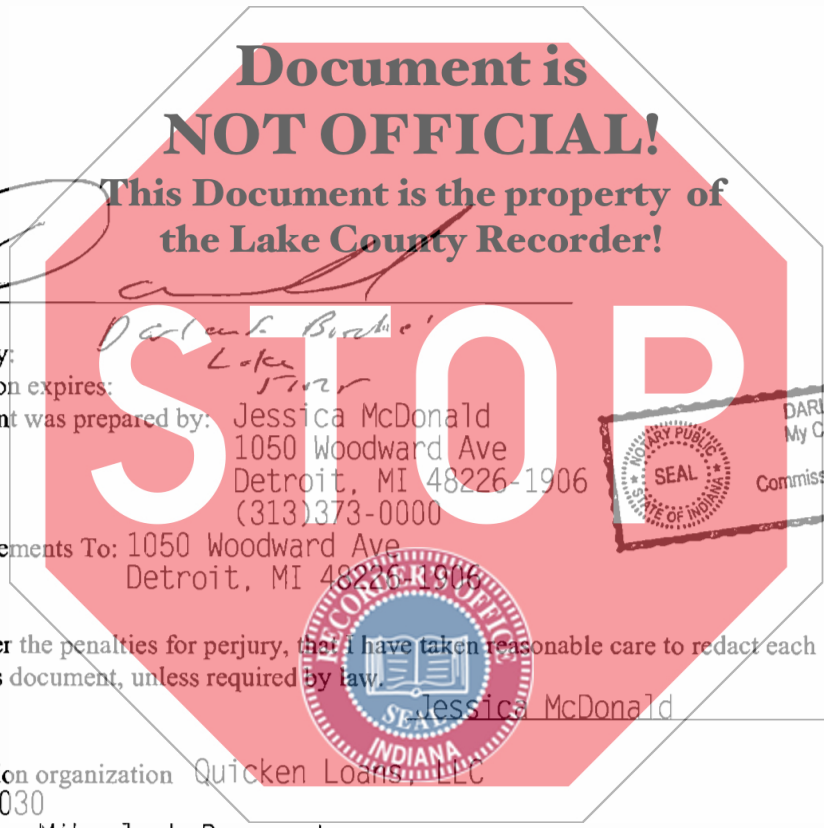 Document is
NOT OFFICIAL!
This Document is the property of
the Lake County Recorder!
STOP
y:
Lake
on expires:
nt was prepared by: Jessica McDonald
1050 Woodward Ave
Detroit, MI 48226-1906
(313)373-0000
DARL
My C
NOTARY PUBLIC
SEAL
STATE OF INDIANA
Commiss
ements To: 1050 Woodward Ave
Detroit, MI 48226-1906
er the penalties for perjury, that I have taken reasonable care to redact each
s document, unless required by law.
Jessica McDonald
RECORDER'S OFFICE
SEAL
INDIANA
on organization Quicken Loans, LLC
030